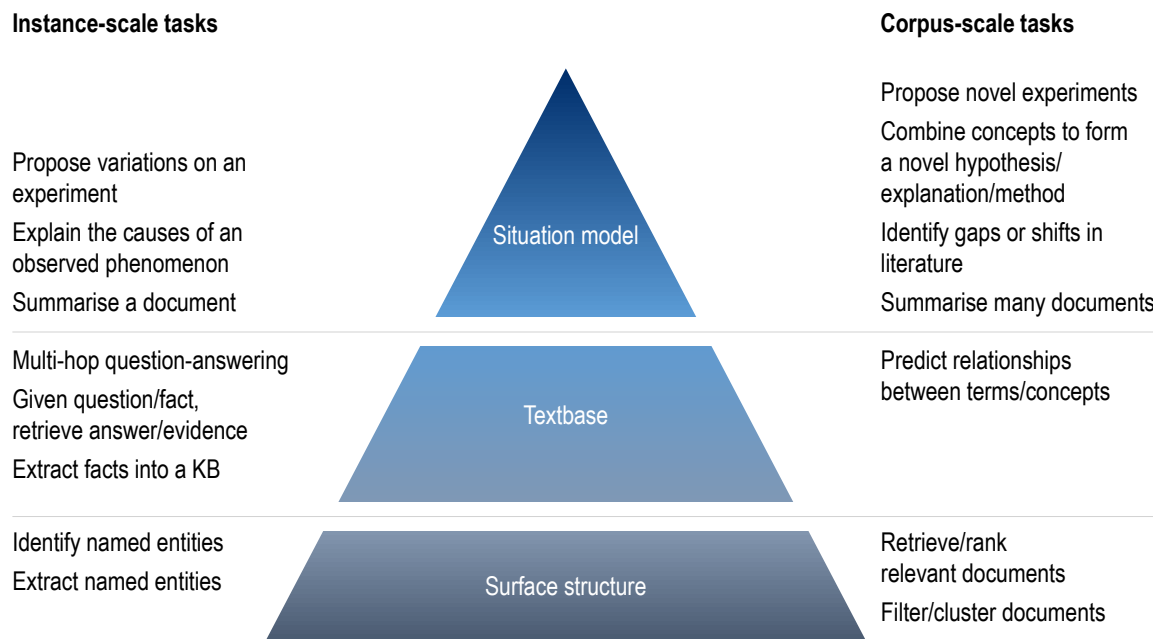 Instance-scale tasks
Corpus-scale tasks
Propose variations on an
experiment
Explain the causes of an
observed phenomenon
Summarise a document
Situation model
Propose novel experiments
Combine concepts to form
a novel hypothesis/
explanation/method
Identify gaps or shifts in
literature
Summarise many documents
Multi-hop question-answering
Given question/fact,
retrieve answer/evidence
Extract facts into a KB
Textbase
Predict relationships
between terms/concepts
Identify named entities
Extract named entities
Surface structure
Retrieve/rank
relevant documents
Filter/cluster documents